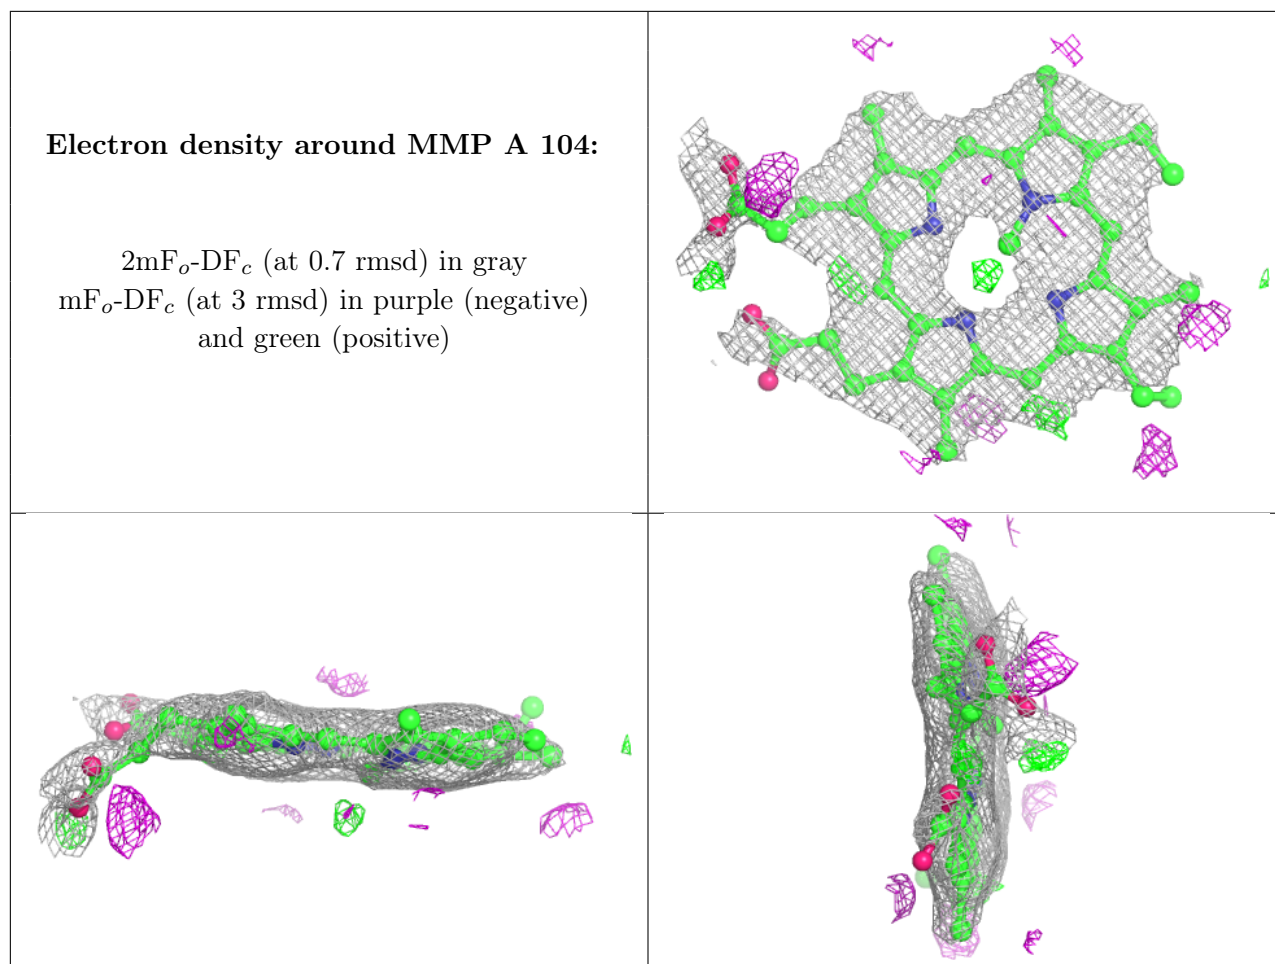 Electron density around MMP A 104:
2mFo-DFc (at 0.7 rmsd) in gray
mFo-DFc (at 3 rmsd) in purple (negative)
and green (positive)